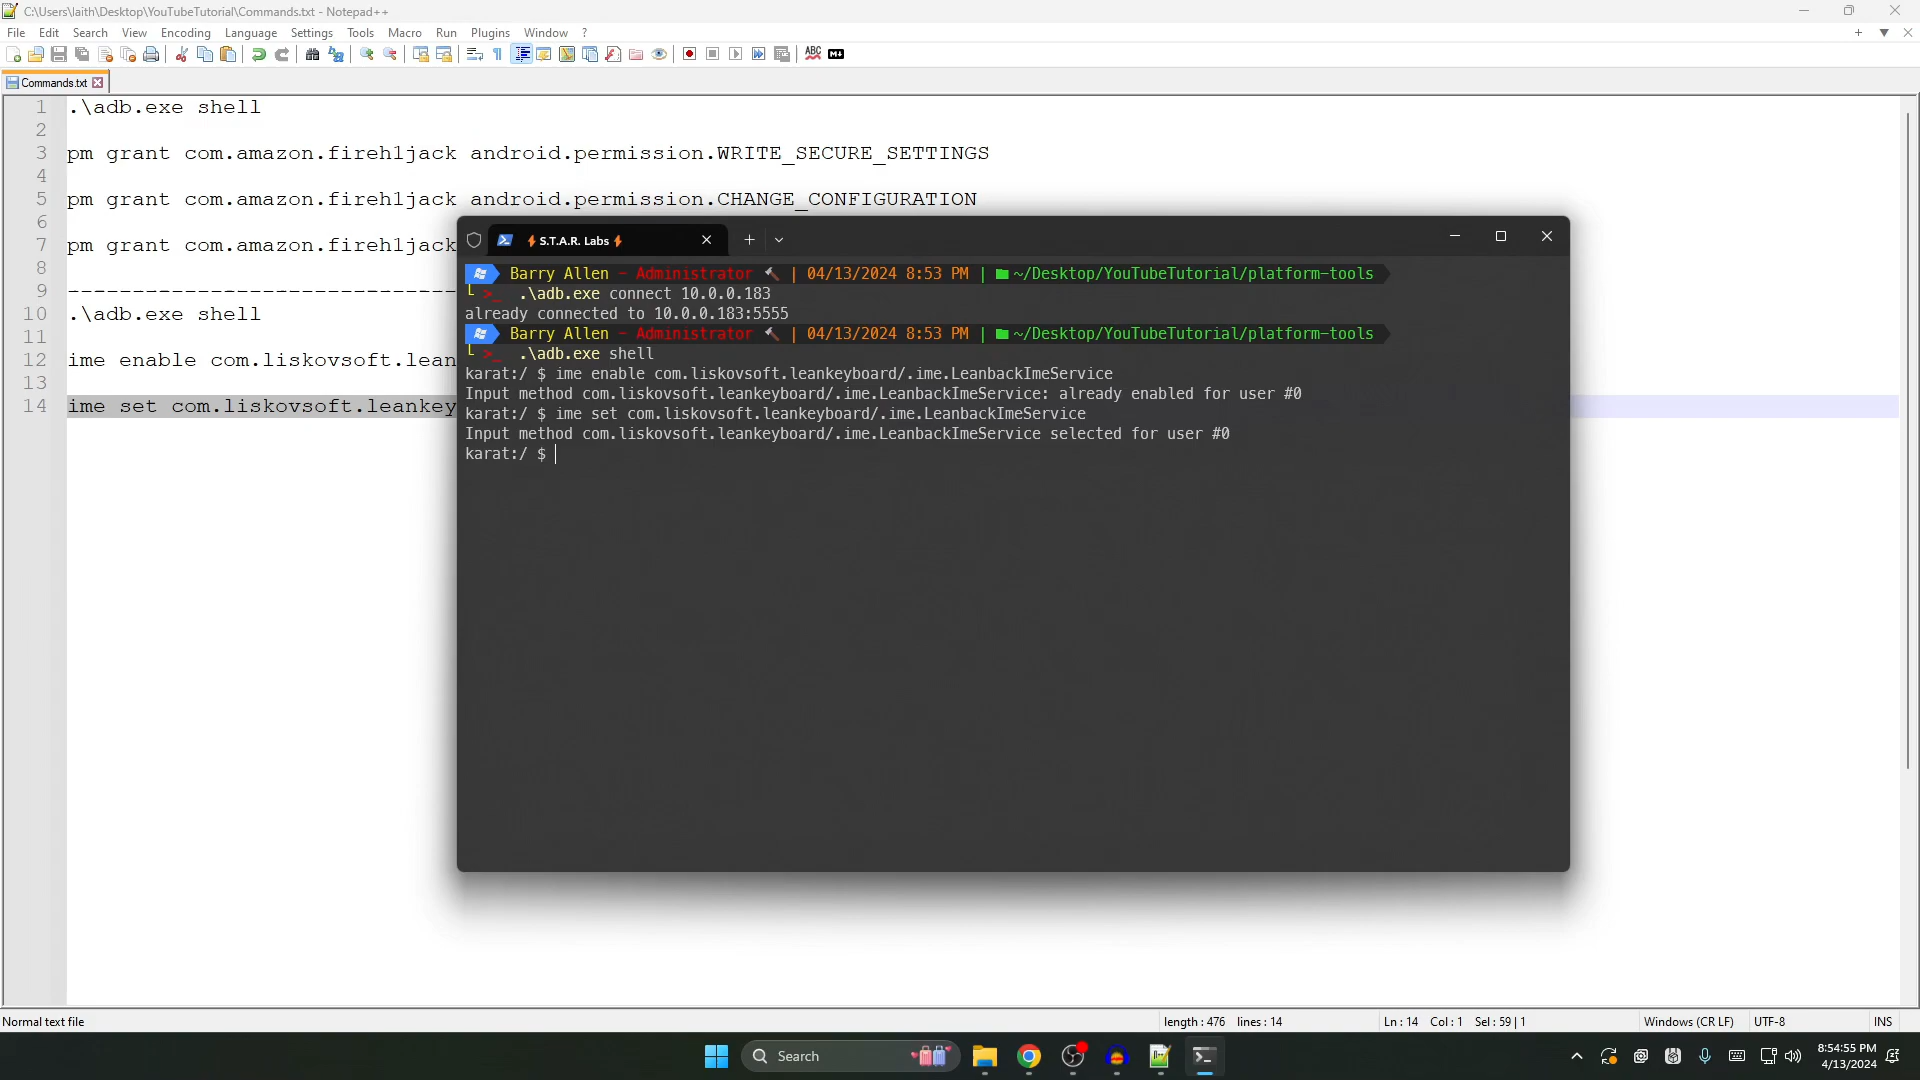 C:\Users\laith\Desktop\YouTubeTutorial\Commands.txt - Notepad++
File Edit Search View Encoding Language Settings Tools Macro Run Plugins Window ?
Commands.txt
1 .\adb.exe shell
2
3 pm grant com.amazon.fireh1jack android.permission.WRITE_SECURE_SETTINGS
4
5 pm grant com.amazon.fireh1jack android.permission.CHANGE_CONFIGURATION
6
7 pm grant com.amazon.fireh1jack
8
9 ------------------------------
10 .\adb.exe shell
11
12 ime enable com.liskovsoft.lean
13
14 ime set com.liskovsoft.leankey
S.T.A.R. Labs
Barry Allen - Administrator | 04/13/2024 8:53 PM | ~/Desktop/YouTubeTutorial/platform-tools
>_ .\adb.exe connect 10.0.0.183
already connected to 10.0.0.183:5555
Barry Allen - Administrator | 04/13/2024 8:53 PM | ~/Desktop/YouTubeTutorial/platform-tools
>_ .\adb.exe shell
karat:/ $ ime enable com.liskovsoft.leankeyboard/.ime.LeanbackImeService
Input method com.liskovsoft.leankeyboard/.ime.LeanbackImeService: already enabled for user #0
karat:/ $ ime set com.liskovsoft.leankeyboard/.ime.LeanbackImeService
Input method com.liskovsoft.leankeyboard/.ime.LeanbackImeService selected for user #0
karat:/ $
Normal text file length : 476 lines : 14 Ln : 14 Col : 1 Sel : 59 | 1 Windows (CR LF) UTF-8 INS
Search
8:54:55 PM
4/13/2024